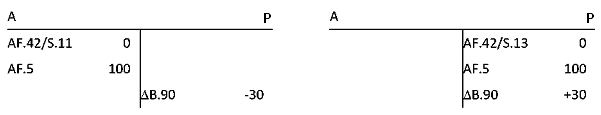 A P
AF.42/S.11 0
AF.5 100
ΔB.90 -30
A P
AF.42/S.13 0
AF.5 100
ΔB.90 +30